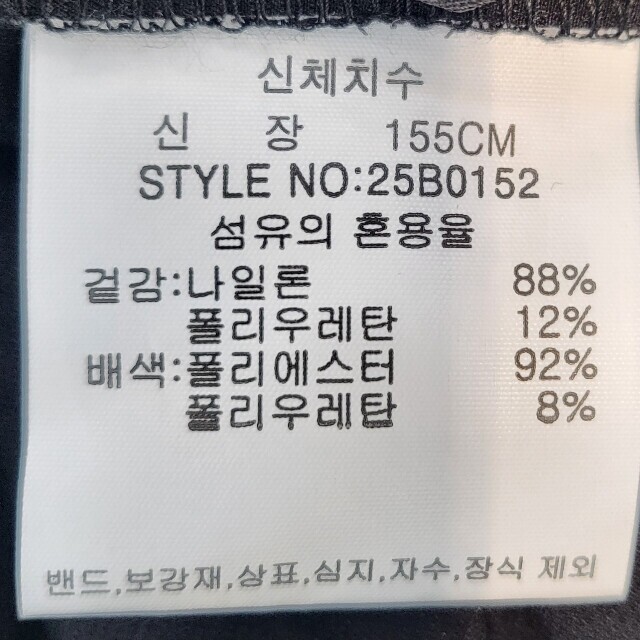 신체치수
신 장 155CM
STYLE NO:25B0152
섬유의 혼용율
겉감:나일론 88%
폴리우레탄 12%
배색:폴리에스터 92%
폴리우레탄 8%
밴드,보강재,상표,심지,자수,장식 제외